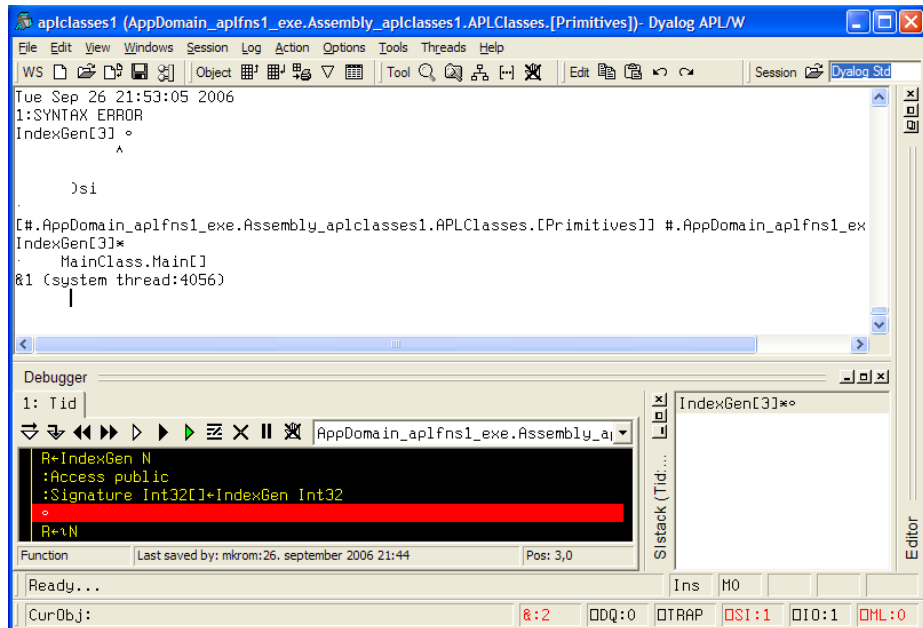 aplclasses1 (AppDomain_aplfns1_exe.Assembly_aplclasses1.APLClasses.[Primitives])- Dyalog APL/W
File Edit View Windows Session Log Action Options Tools Threads Help
WS Object Tool Edit Session Dyalog Std
Tue Sep 26 21:53:05 2006
1:SYNTAX ERROR
IndexGen[3] ∘
^
)si
[#.AppDomain_aplfns1_exe.Assembly_aplclasses1.APLClasses.[Primitives]] #.AppDomain_aplfns1_ex
IndexGen[3]*
MainClass.Main[]
&1 (system thread:4056)
Debugger
1: Tid
AppDomain_aplfns1_exe.Assembly_a
R←IndexGen N
:Access public
:Signature Int32[]←IndexGen Int32
∘
R←⍳N
Function Last saved by: mkrom:26. september 2006 21:44 Pos: 3,0
SIstack (Tid:...
IndexGen[3]*∘
Editor
Ready... Ins MO
CurObj: &:2 ⎕DQ:0 ⎕TRAP ⎕SI:1 ⎕IO:1 ⎕ML:0